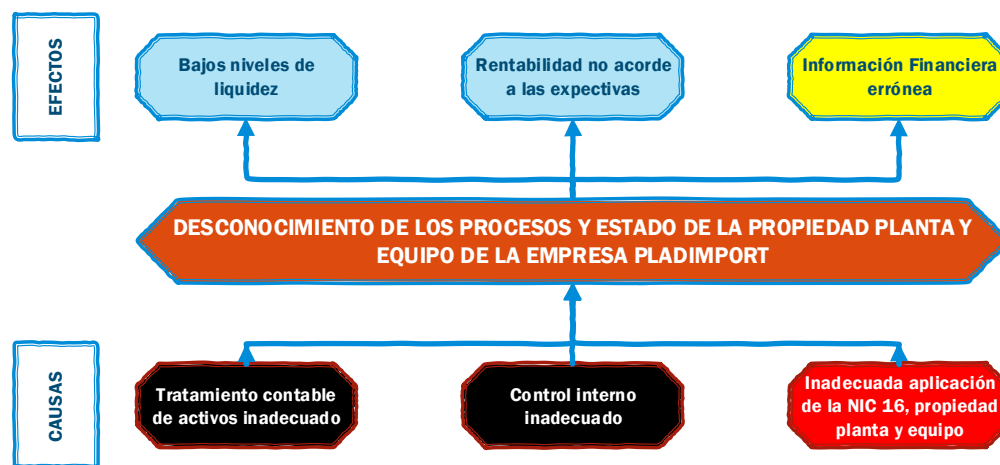 EFECTOS
Bajos niveles de
liquidez
Rentabilidad no acorde
a las expectivas
Información Financiera
errónea
DESCONOCIMIENTO DE LOS PROCESOS Y ESTADO DE LA PROPIEDAD PLANTA Y
EQUIPO DE LA EMPRESA PLADIMPORT
CAUSAS
Tratamiento contable
de activos inadecuado
Control interno
inadecuado
Inadecuada aplicación
de la NIC 16, propiedad
planta y equipo